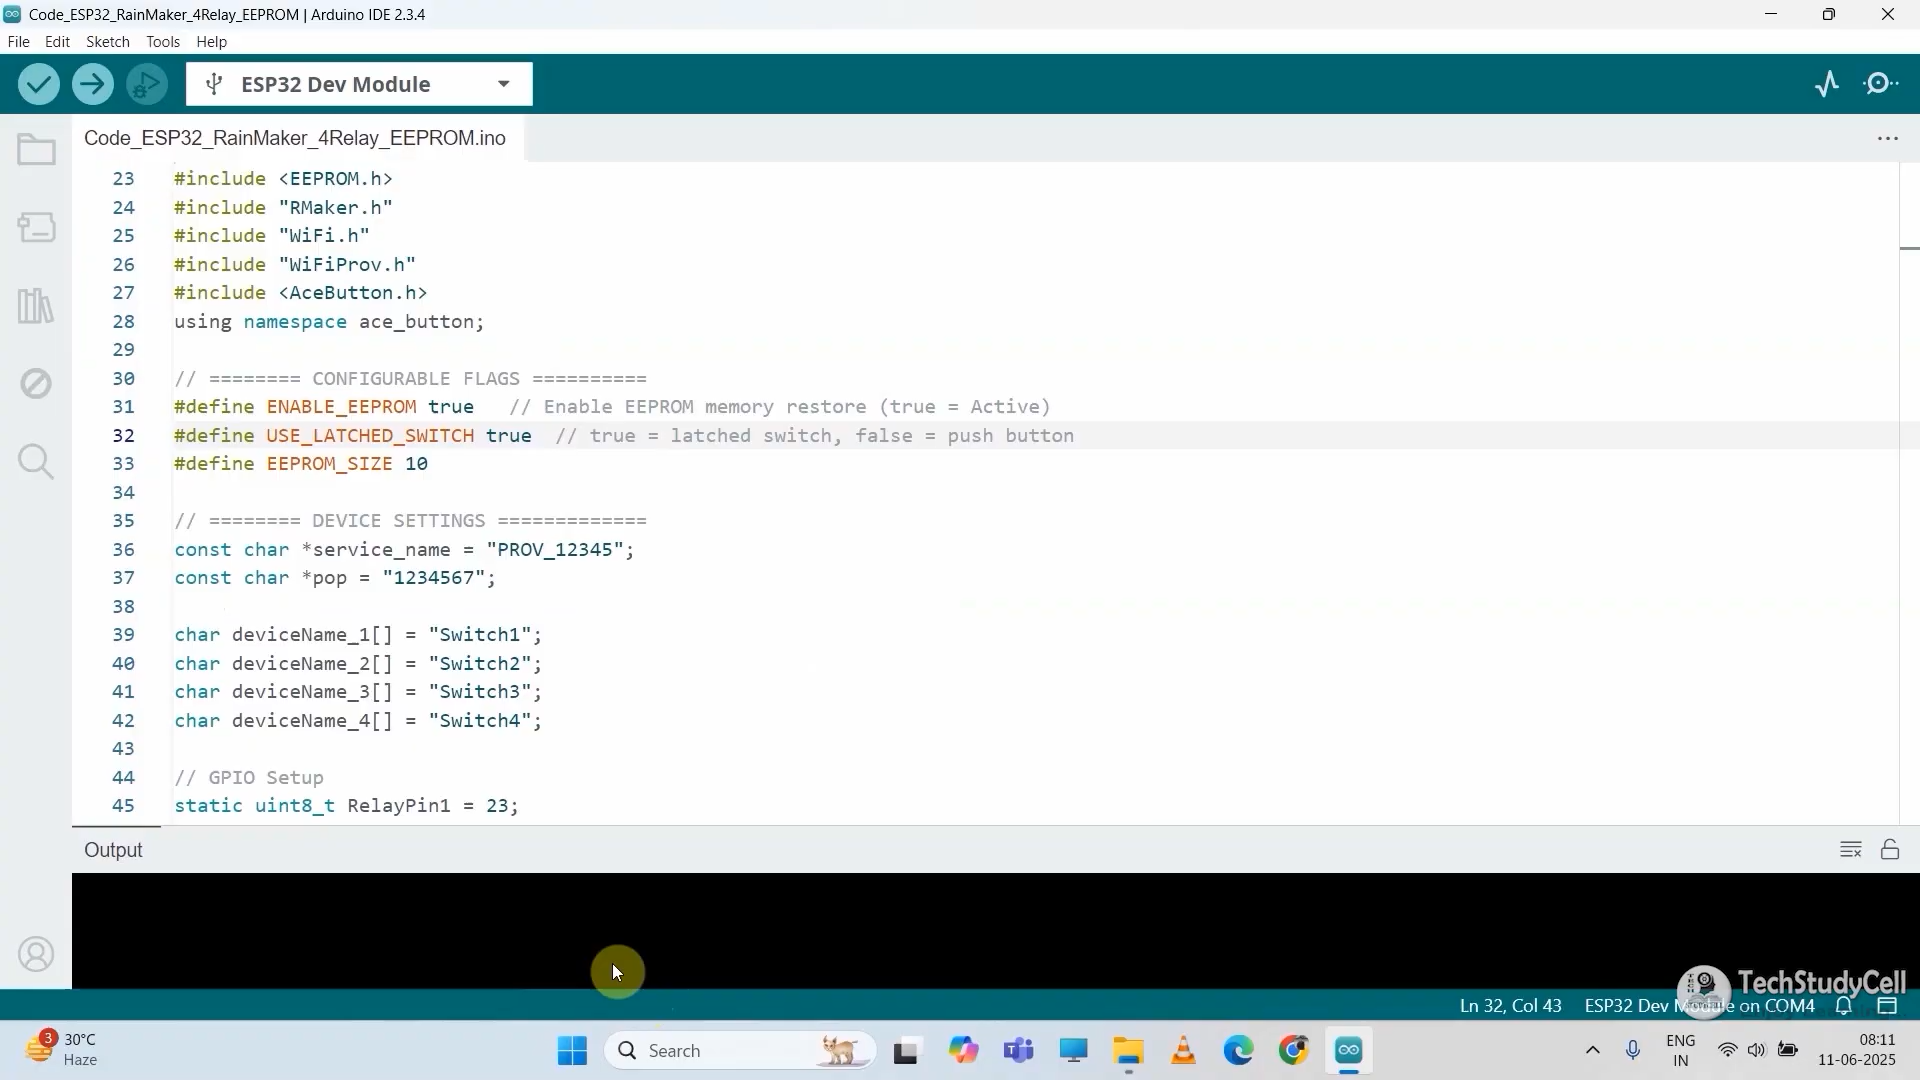 Code_ESP32_RainMaker_4Relay_EEPROM | Arduino IDE 2.3.4
File Edit Sketch Tools Help
ESP32 Dev Module
Code_ESP32_RainMaker_4Relay_EEPROM.ino
23 #include <EEPROM.h>
24 #include "RMaker.h"
25 #include "WiFi.h"
26 #include "WiFiProv.h"
27 #include <AceButton.h>
28 using namespace ace_button;
29
30 // ======== CONFIGURABLE FLAGS ==========
31 #define ENABLE_EEPROM true   // Enable EEPROM memory restore (true = Active)
32 #define USE_LATCHED_SWITCH true  // true = latched switch, false = push button
33 #define EEPROM_SIZE 10
34
35 // ======== DEVICE SETTINGS =============
36 const char *service_name = "PROV_12345";
37 const char *pop = "1234567";
38
39 char deviceName_1[] = "Switch1";
40 char deviceName_2[] = "Switch2";
41 char deviceName_3[] = "Switch3";
42 char deviceName_4[] = "Switch4";
43
44 // GPIO Setup
45 static uint8_t RelayPin1 = 23;
Output
TechStudyCell
Ln 32, Col 43 ESP32 Dev Module on COM4
3 30°C
Haze
Search
ENG
IN
08:11
11-06-2025